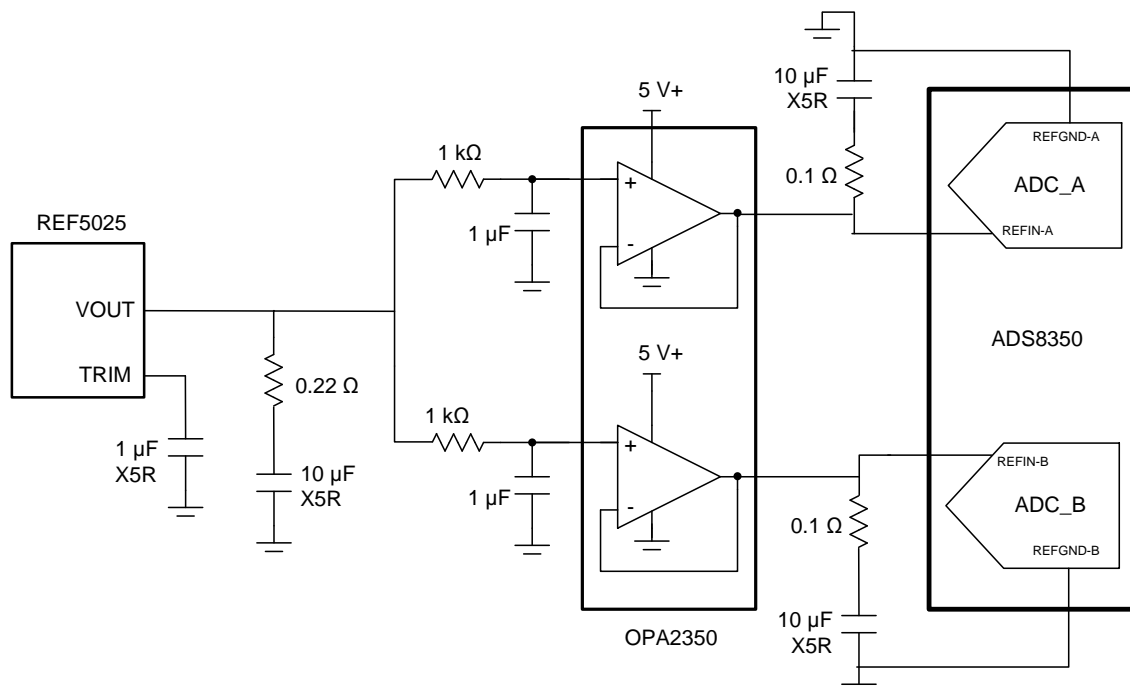 10 µF
X5R
5 V+
REFGND-A
1 kΩ
+
0.1 Ω
ADC_A
REF5025
1 µF
REFIN-A
-
VOUT
ADS8350
5 V+
TRIM
0.22 Ω
1 kΩ
1 µF
X5R
+
REFIN-B
10 µF
X5R
1 µF
ADC_B
-
0.1 Ω
REFGND-B
10 µF
X5R
OPA2350